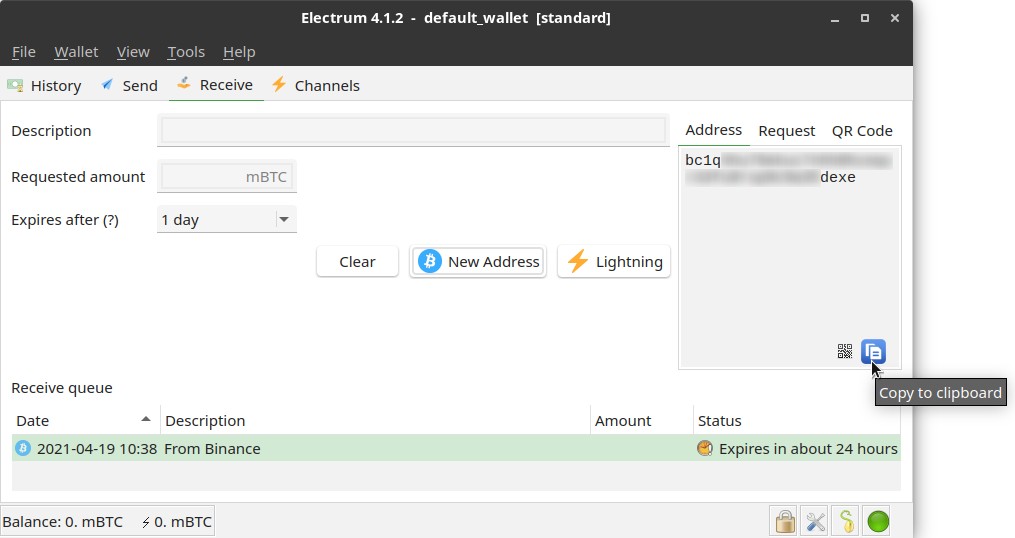 Electrum 4.1.2 - default_wallet [standard]
File Wallet View Tools Help
History Send Receive Channels
Description
Address Request QR Code
bc1q
dexe
Requested amount mBTC
Expires after (?) 1 day
Clear New Address Lightning
Copy to clipboard
Receive queue
Date Description Amount Status
2021-04-19 10:38 From Binance Expires in about 24 hours
Balance: 0. mBTC 0. mBTC